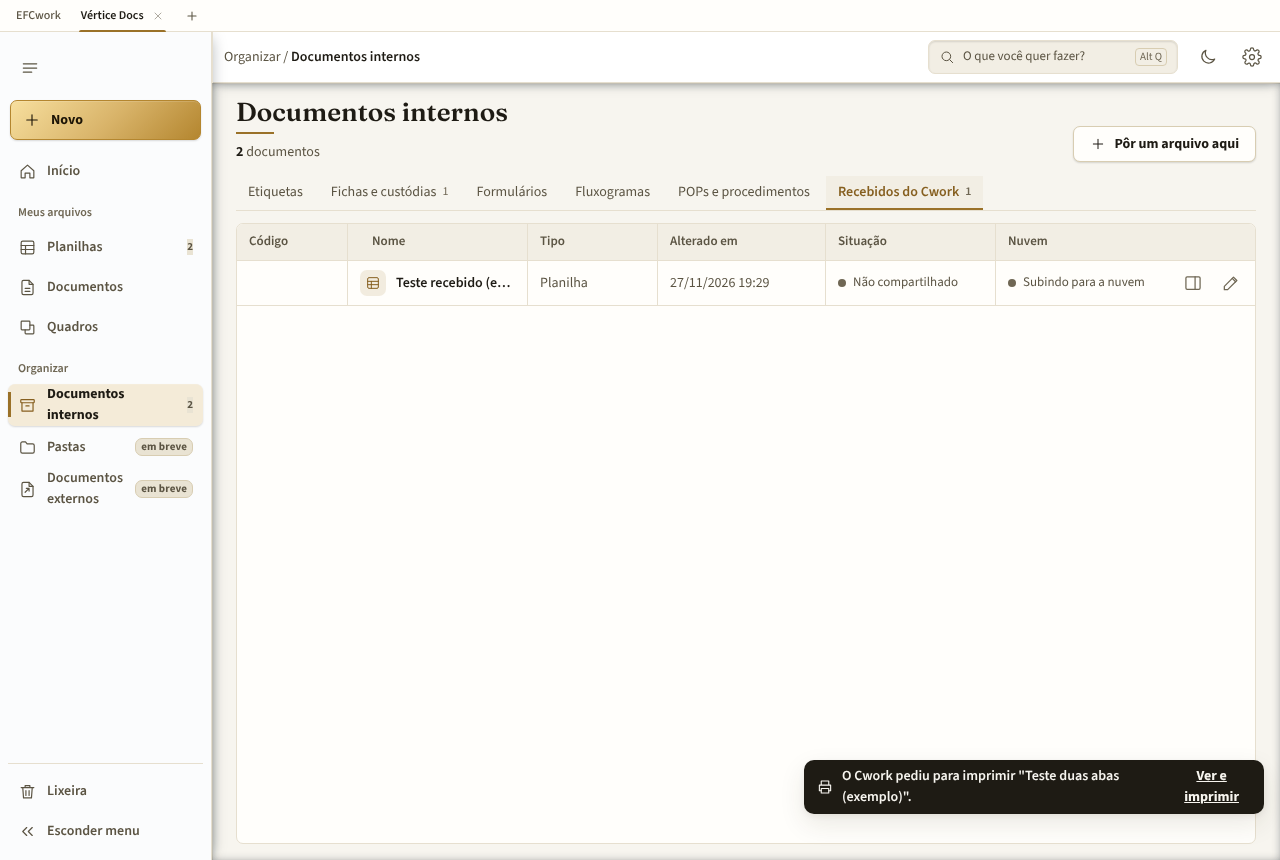 EFCwork
Vértice Docs
Organizar / Documentos internos
O que você quer fazer?
Alt Q
Novo
Início
Meus arquivos
Planilhas 2
Documentos
Quadros
Organizar
Documentos
internos
2
Pastas
em breve
Documentos
externos
em breve
Lixeira
Esconder menu
Documentos internos
2 documentos
Pôr um arquivo aqui
Etiquetas
Fichas e custódias 1
Formulários
Fluxogramas
POPs e procedimentos
Recebidos do Cwork 1
Código Nome Tipo Alterado em Situação Nuvem
Teste recebido (e... Planilha 27/11/2026 19:29 Não compartilhado Subindo para a nuvem
O Cwork pediu para imprimir "Teste duas abas
(exemplo)".
Ver e
imprimir